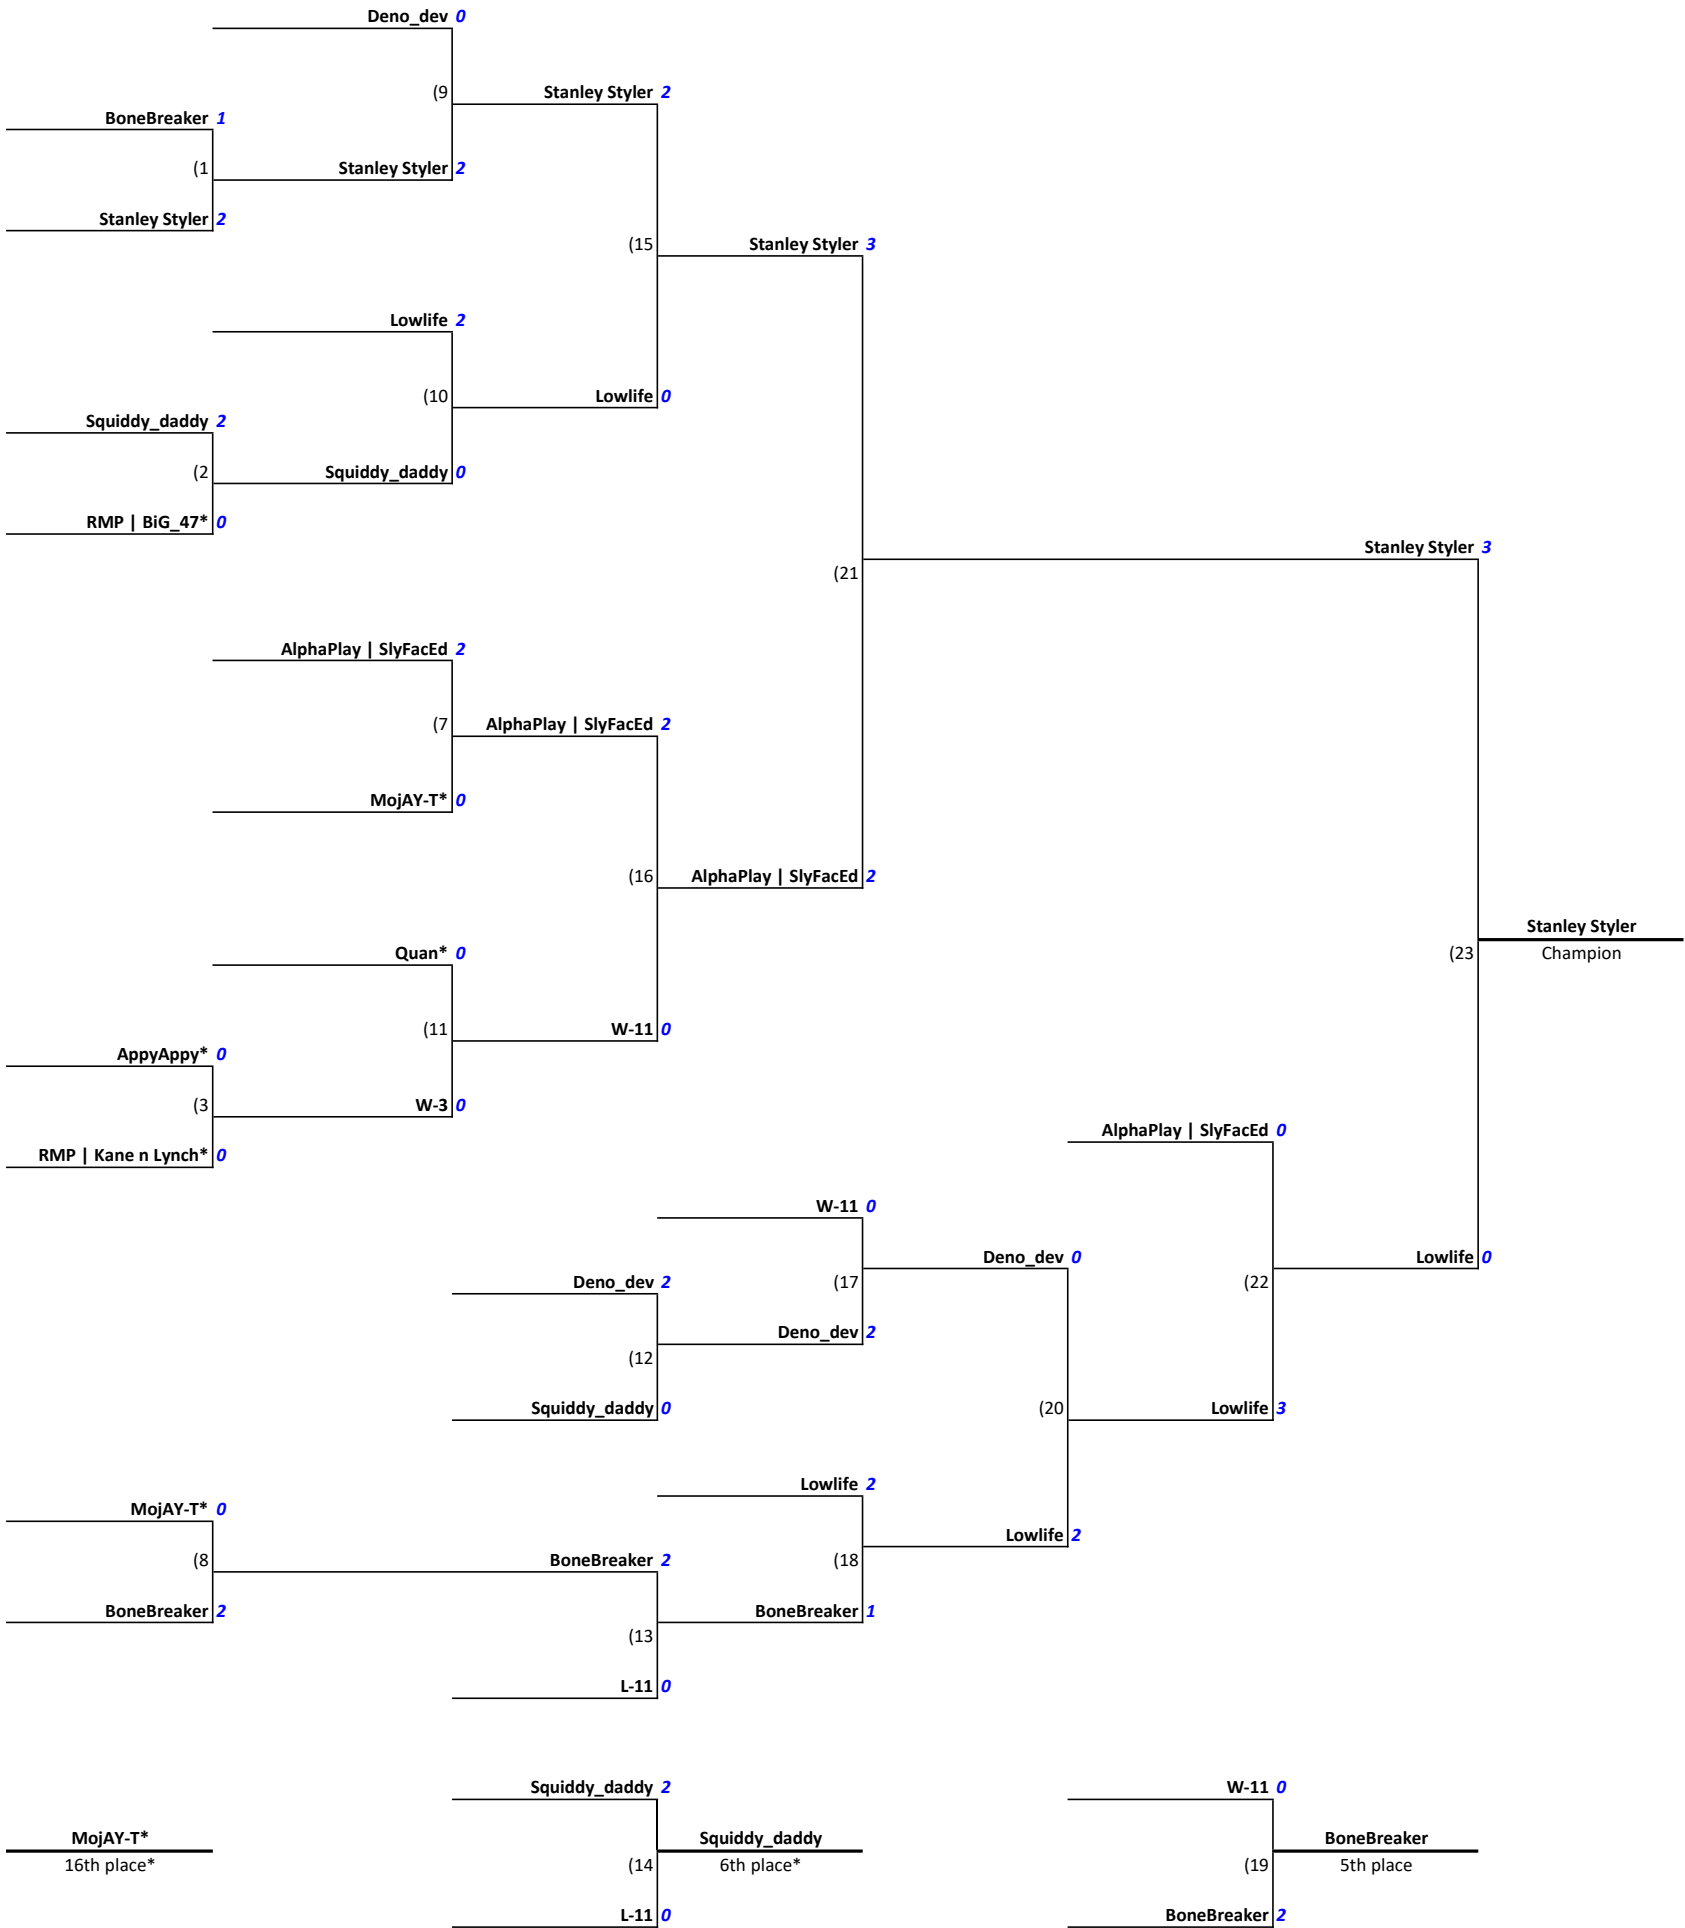 Deno_dev 0
(9
Stanley Styler 2
BoneBreaker 1
(1
Stanley Styler 2
Stanley Styler 2
(15
Stanley Styler 3
Lowlife 2
(10
Lowlife 0
Squiddy_daddy 2
(2
Squiddy_daddy 0
RMP | BiG_47* 0
(21
Stanley Styler 3
AlphaPlay | SlyFacEd 2
(7
AlphaPlay | SlyFacEd 2
MojAY-T* 0
(16
AlphaPlay | SlyFacEd 2
Quan* 0
(11
W-11 0
AppyAppy* 0
(3
W-3 0
RMP | Kane n Lynch* 0
(23
Stanley Styler
Champion
AlphaPlay | SlyFacEd 0
W-11 0
(17
Deno_dev 0
(22
Lowlife 0
Deno_dev 2
(12
Deno_dev 2
Squiddy_daddy 0
(20
Lowlife 3
Lowlife 2
(18
Lowlife 2
MojAY-T* 0
(8
BoneBreaker 2
BoneBreaker 2
(13
BoneBreaker 1
L-11 0
MojAY-T*
16th place*
Squiddy_daddy 2
(14
Squiddy_daddy
6th place*
L-11 0
W-11 0
(19
BoneBreaker
5th place
BoneBreaker 2